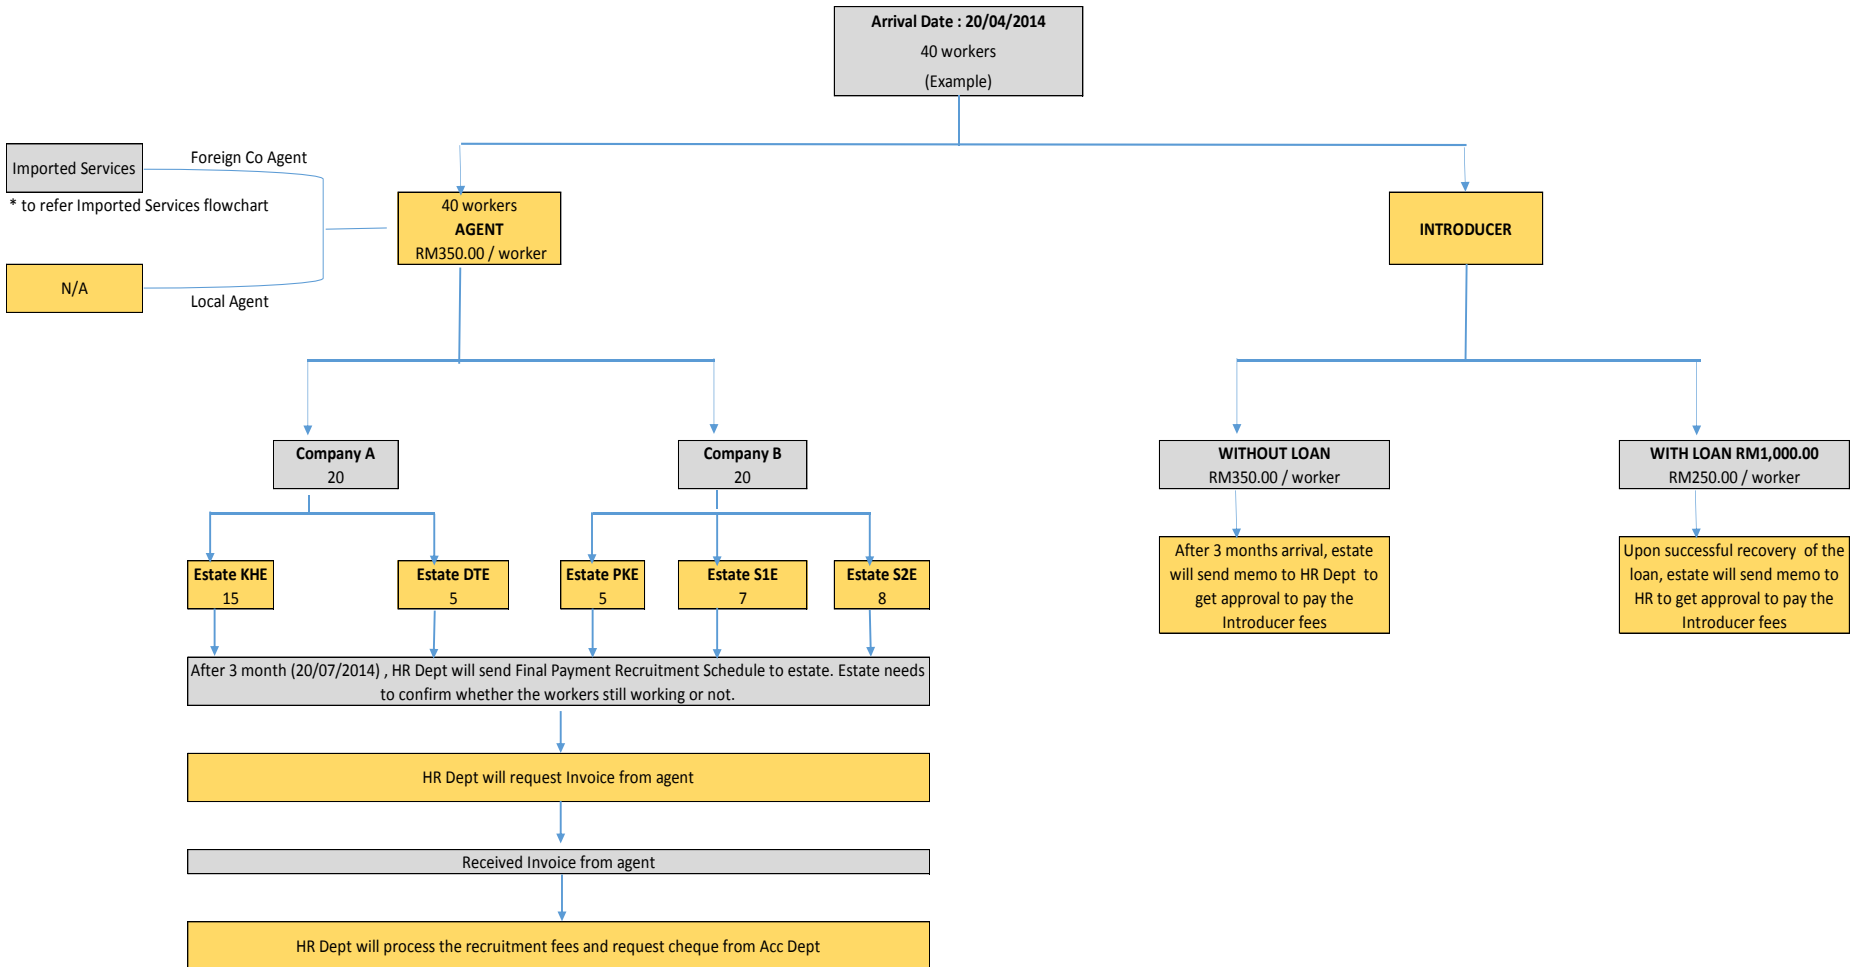 Arrival Date : 20/04/2014
40 workers
(Example)
Imported Services
Foreign Co Agent
* to refer Imported Services flowchart
N/A
Local Agent
40 workers
AGENT
RM350.00 / worker
INTRODUCER
Company A
20
Company B
20
WITHOUT LOAN
RM350.00 / worker
WITH LOAN RM1,000.00
RM250.00 / worker
Estate KHE
15
Estate DTE
5
Estate PKE
5
Estate S1E
7
Estate S2E
8
After 3 months arrival, estate
will send memo to HR Dept to
get approval to pay the
Introducer fees
Upon successful recovery of the
loan, estate will send memo to
HR to get approval to pay the
Introducer fees
After 3 month (20/07/2014) , HR Dept will send Final Payment Recruitment Schedule to estate. Estate needs
to confirm whether the workers still working or not.
HR Dept will request Invoice from agent
Received Invoice from agent
HR Dept will process the recruitment fees and request cheque from Acc Dept